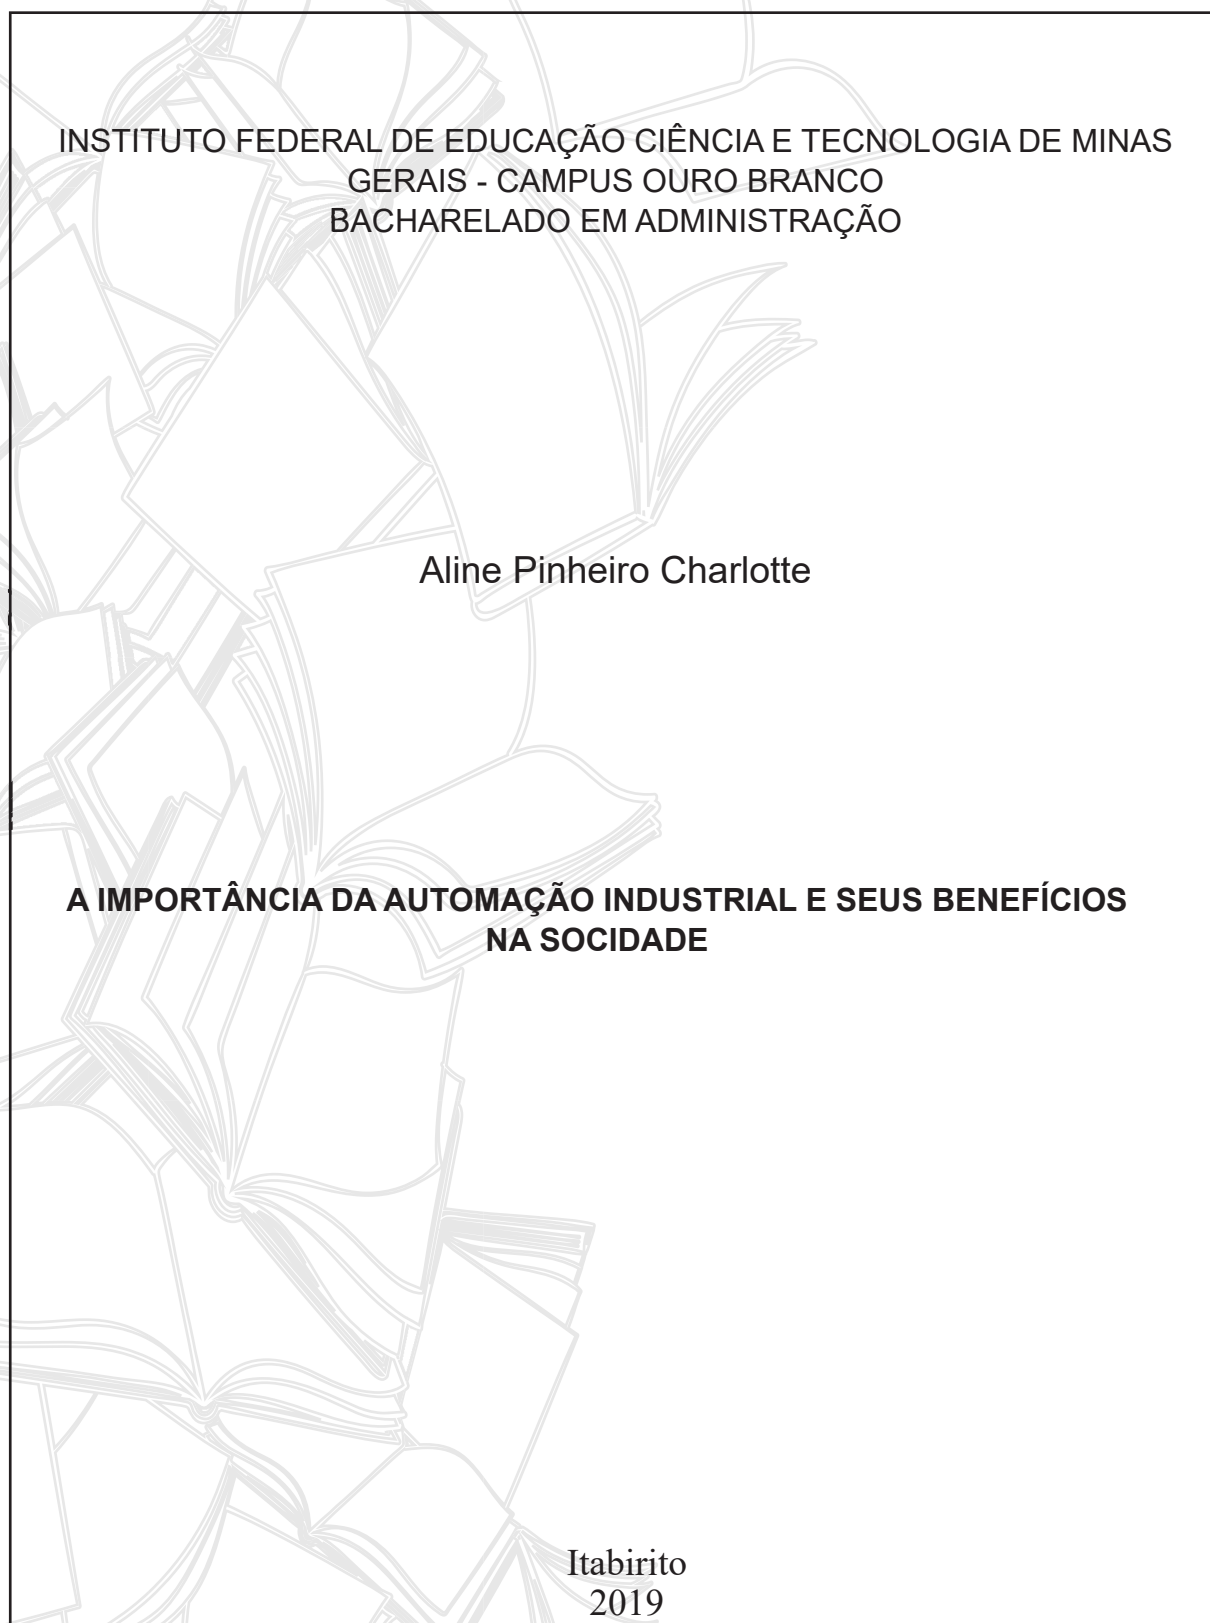 INSTITUTO FEDERAL DE EDUCAÇÃO CIÊNCIA E TECNOLOGIA DE MINAS
GERAIS - CAMPUS OURO BRANCO
BACHARELADO EM ADMINISTRAÇÃO
Aline Pinheiro Charlotte
A IMPORTÂNCIA DA AUTOMAÇÃO INDUSTRIAL E SEUS BENEFÍCIOS
NA SOCIDADE
Itabirito
2019